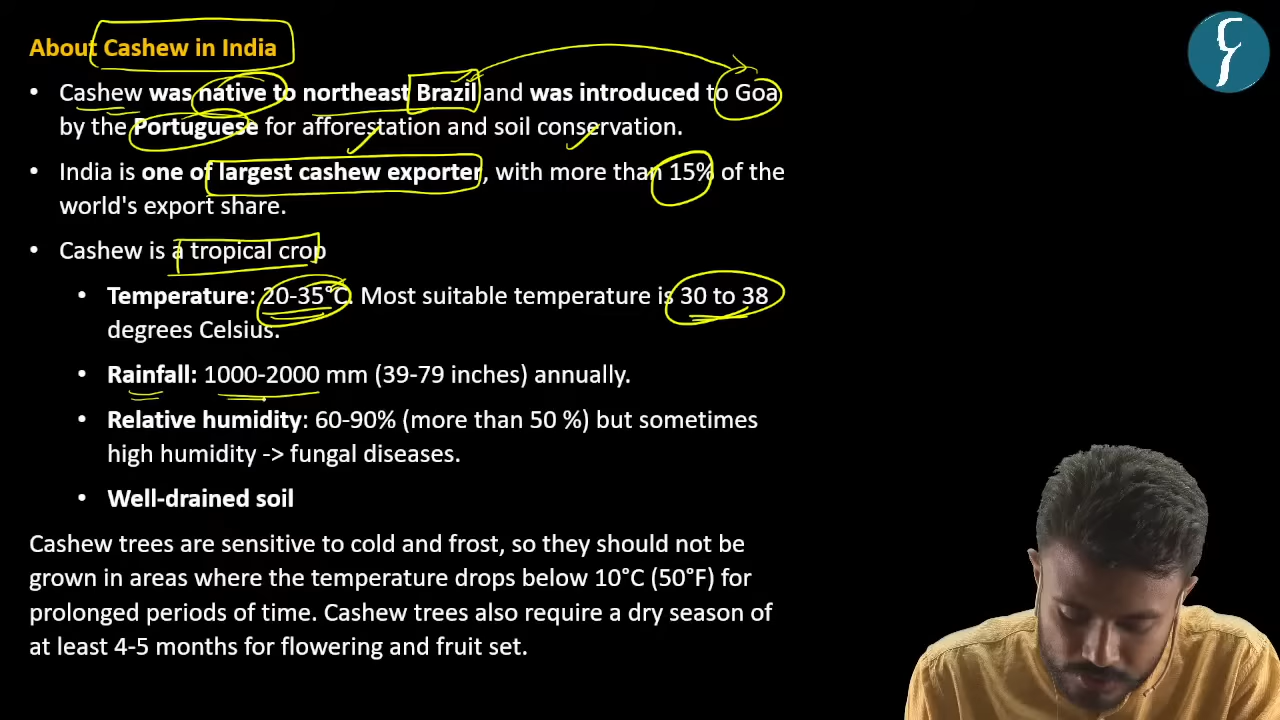 About Cashew in India
• Cashew was native to northeast Brazil and was introduced to Goa
by the Portuguese for afforestation and soil conservation.
• India is one of largest cashew exporter, with more than 15% of the
world's export share.
• Cashew is a tropical crop
• Temperature: 20-35°C. Most suitable temperature is 30 to 38
degrees Celsius.
• Rainfall: 1000-2000 mm (39-79 inches) annually.
• Relative humidity: 60-90% (more than 50 %) but sometimes
high humidity -> fungal diseases.
• Well-drained soil
Cashew trees are sensitive to cold and frost, so they should not be
grown in areas where the temperature drops below 10°C (50°F) for
prolonged periods of time. Cashew trees also require a dry season of
at least 4-5 months for flowering and fruit set.